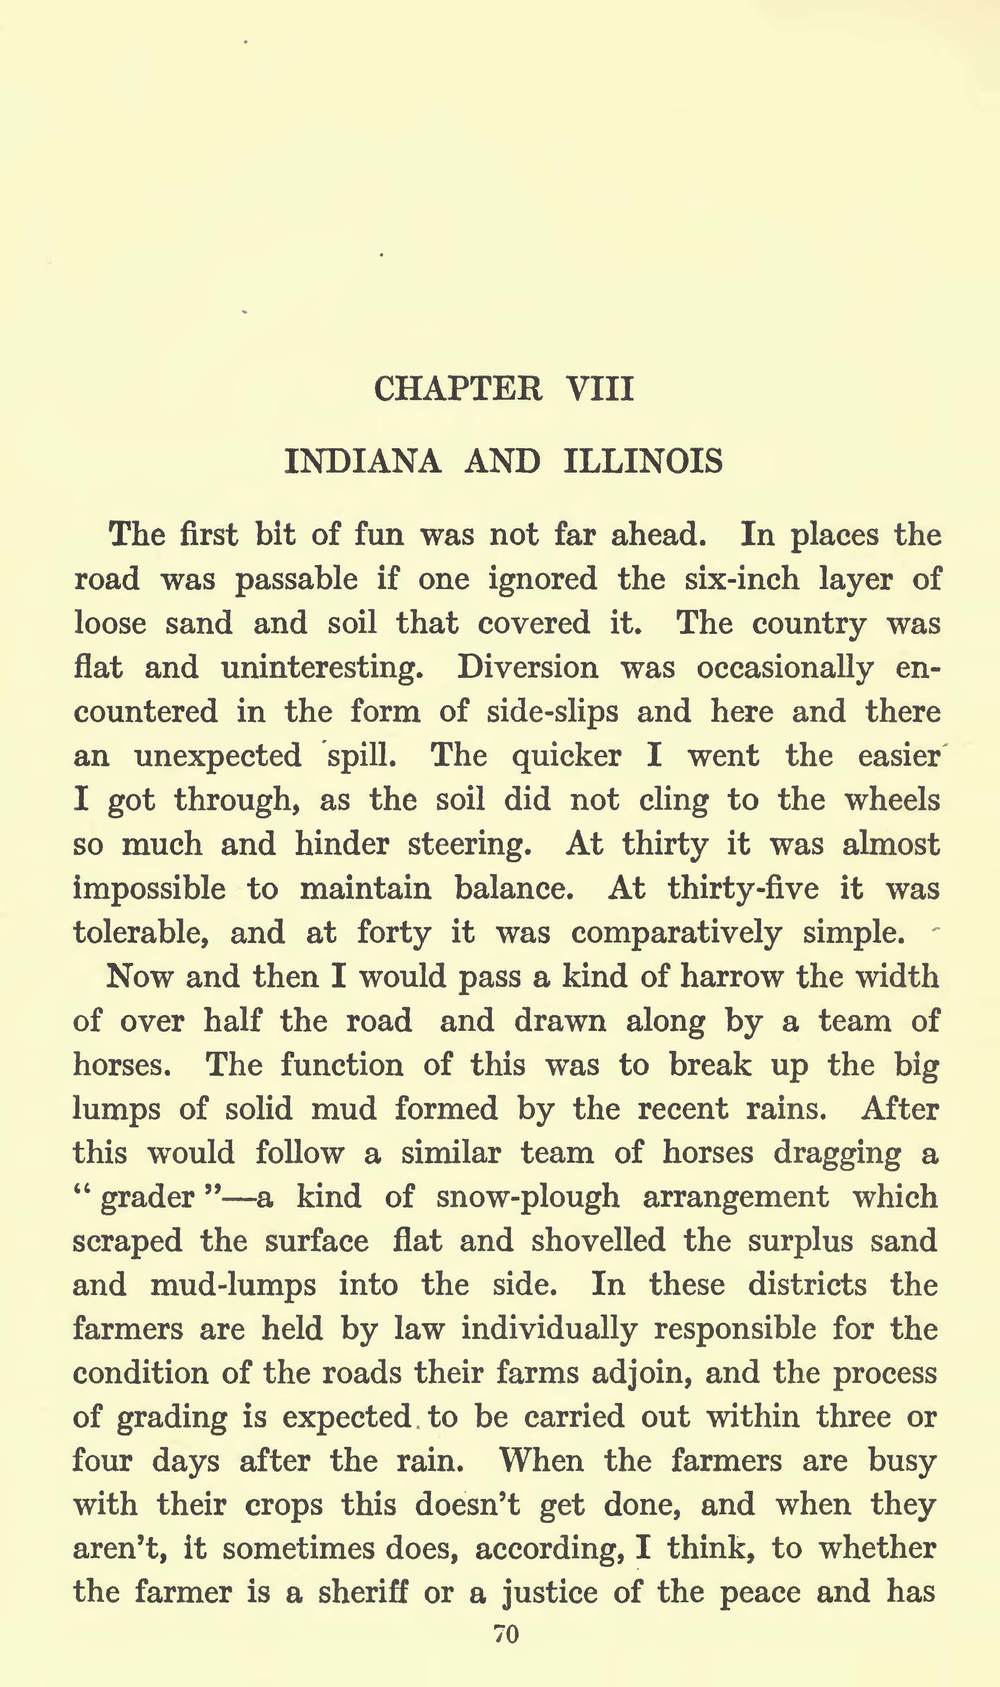 CHAPTER VIII
INDIANA AND ILLINOIS
The first bit of fun was not far ahead. In places the
road was passable if one ignored the six-inch layer of
loose sand and soil that covered it. The country was
flat and uninteresting. Diversion was occasionally en-
countered in the form of side-slips and here and there
an unexpected spill. The quicker I went the easier
I got through, as the soil did not cling to the wheels
so much and hinder steering. At thirty it was almost
impossible to maintain balance. At thirty-five it was
tolerable, and at forty it was comparatively simple.
Now and then I would pass a kind of harrow the width
of over half the road and drawn along by a team of
horses. The function of this was to break up the big
lumps of solid mud formed by the recent rains. After
this would follow a similar team of horses dragging a
“ grader ”—a kind of snow-plough arrangement which
scraped the surface flat and shovelled the surplus sand
and mud-lumps into the side. In these districts the
farmers are held by law individually responsible for the
condition of the roads their farms adjoin, and the process
of grading is expected to be carried out within three or
four days after the rain. When the farmers are busy
with their crops this doesn’t get done, and when they
aren’t, it sometimes does, according, I think, to whether
the farmer is a sheriff or a justice of the peace and has
70